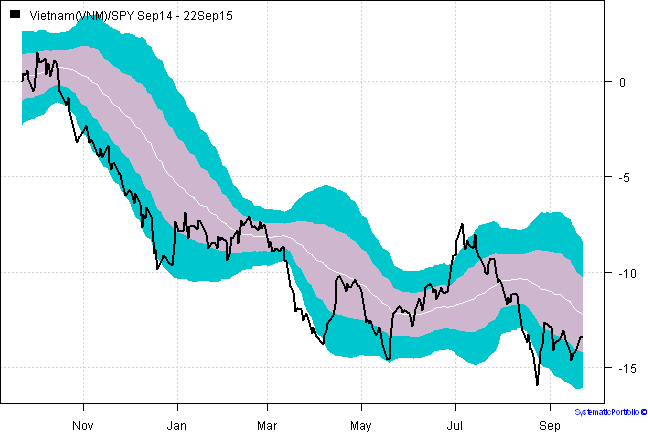 Vietnam(VNM)/SPY Sep14 - 22Sep15
0
-5
-10
-15
Nov Jan Mar May Jul Sep
SystematicPortfolio ©